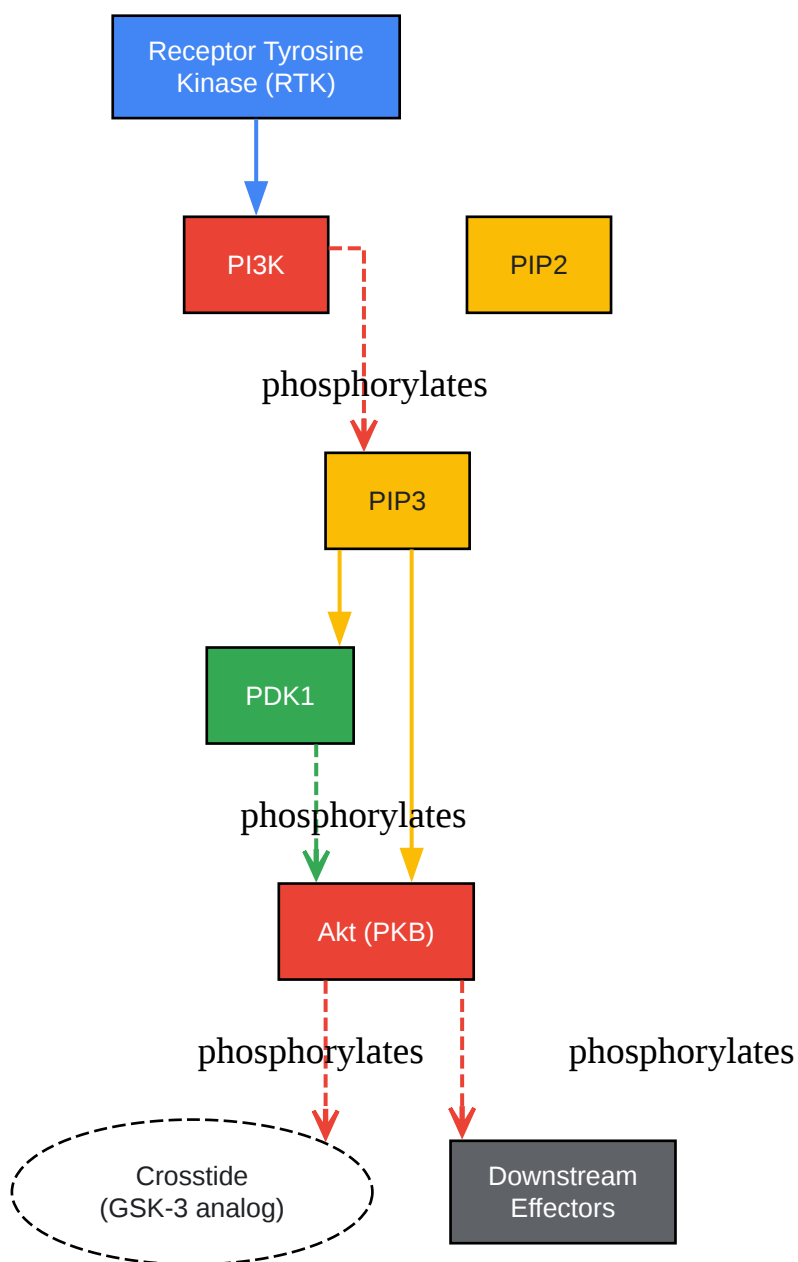 Receptor Tyrosine
Kinase (RTK)
PI3K
PIP2
phosphorylates
PIP3
PDK1
phosphorylates
Akt (PKB)
phosphorylates
phosphorylates
Crosstide
(GSK-3 analog)
Downstream
Effectors